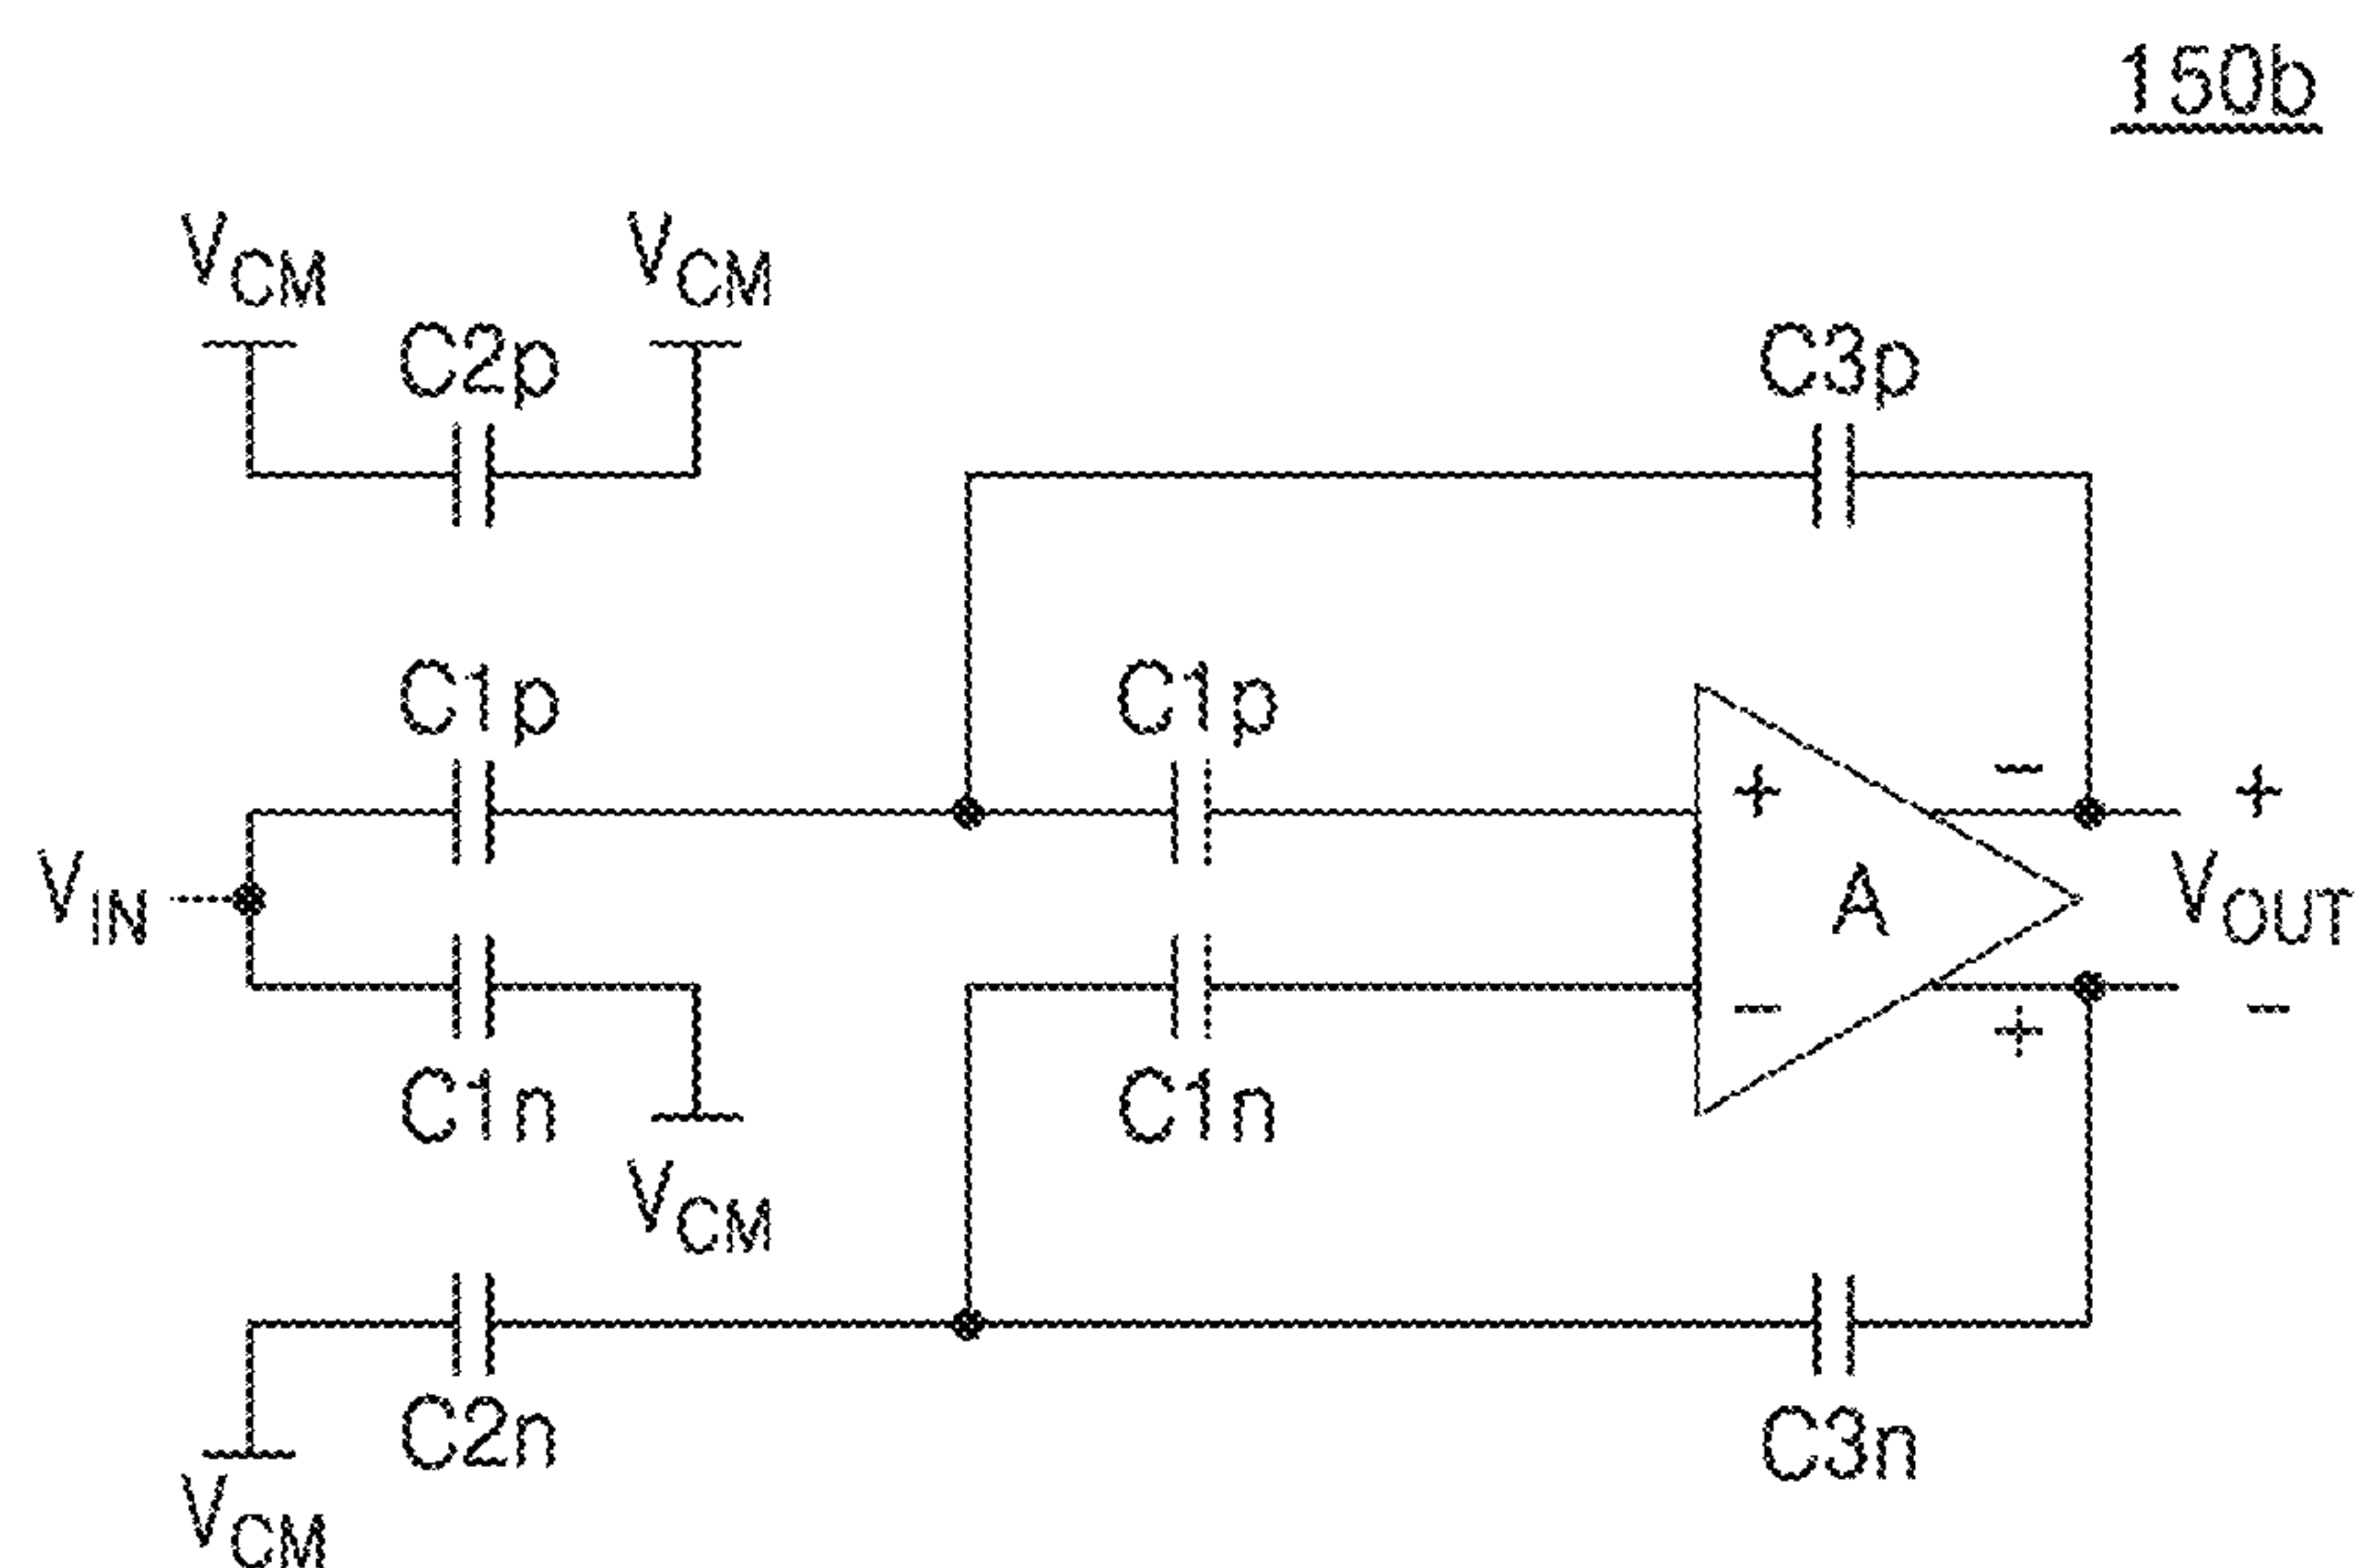 150b
VCM
VCM
C2p
C3p
C1p
C1p
+
−
+
VIN
A
VOUT
−
+
−
C1n
C1n
VCM
C2n
C3n
VCM